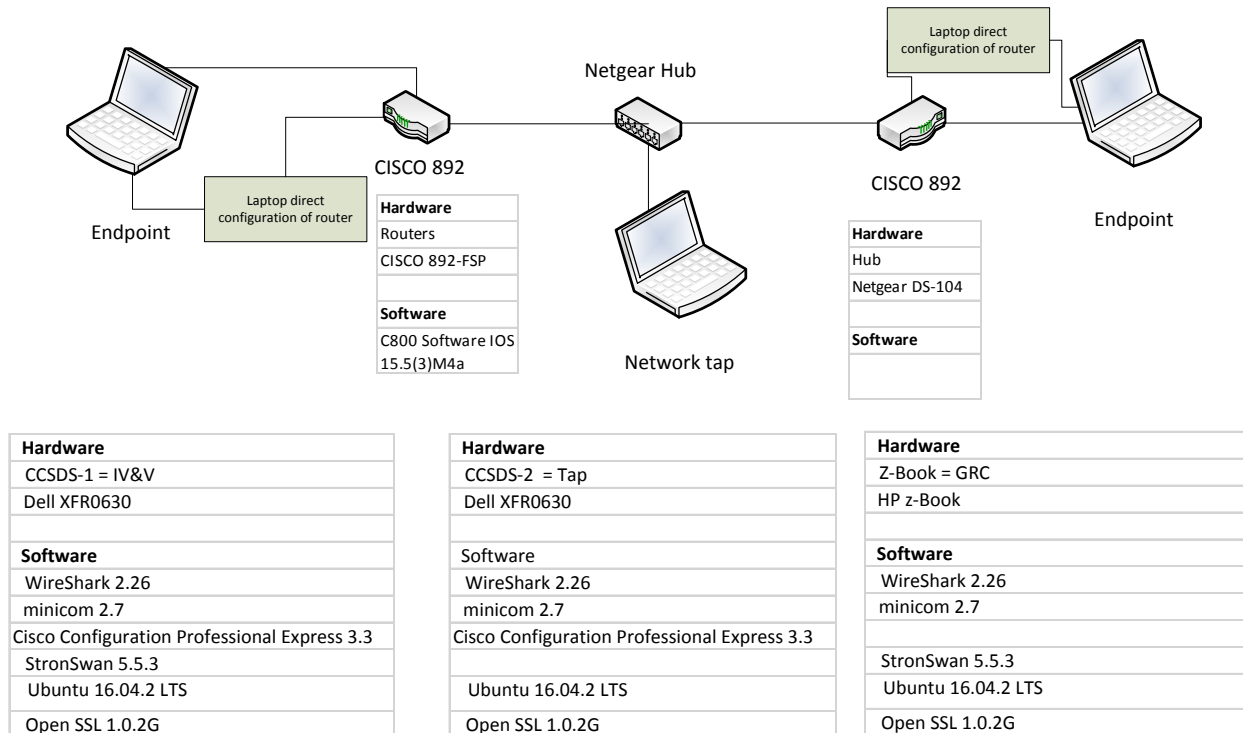 Laptop direct
configuration of router
Netgear Hub
CISCO 892
CISCO 892
Laptop direct
configuration of router
Endpoint
Endpoint
Hardware
Routers
CISCO 892-FSP
Software
C800 Software IOS
15.5(3)M4a
Network tap
Hardware
Hub
Netgear DS-104
Software
Hardware
CCSDS-1 = IV&V
Dell XFR0630
Software
WireShark 2.26
minicom 2.7
Cisco Configuration Professional Express 3.3
StronSwan 5.5.3
Ubuntu 16.04.2 LTS
Open SSL 1.0.2G
Hardware
CCSDS-2 = Tap
Dell XFR0630
Software
WireShark 2.26
minicom 2.7
Cisco Configuration Professional Express 3.3
Ubuntu 16.04.2 LTS
Open SSL 1.0.2G
Hardware
Z-Book = GRC
HP z-Book
Software
WireShark 2.26
minicom 2.7
StronSwan 5.5.3
Ubuntu 16.04.2 LTS
Open SSL 1.0.2G